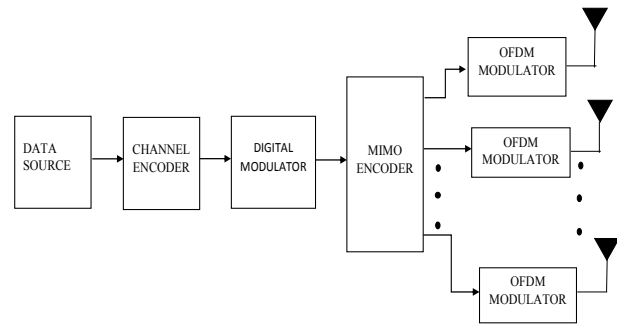 DATA
SOURCE
CHANNEL
ENCODER
DIGITAL
MODULATOR
MIMO
ENCODER
OFDM
MODULATOR
OFDM
MODULATOR
OFDM
MODULATOR